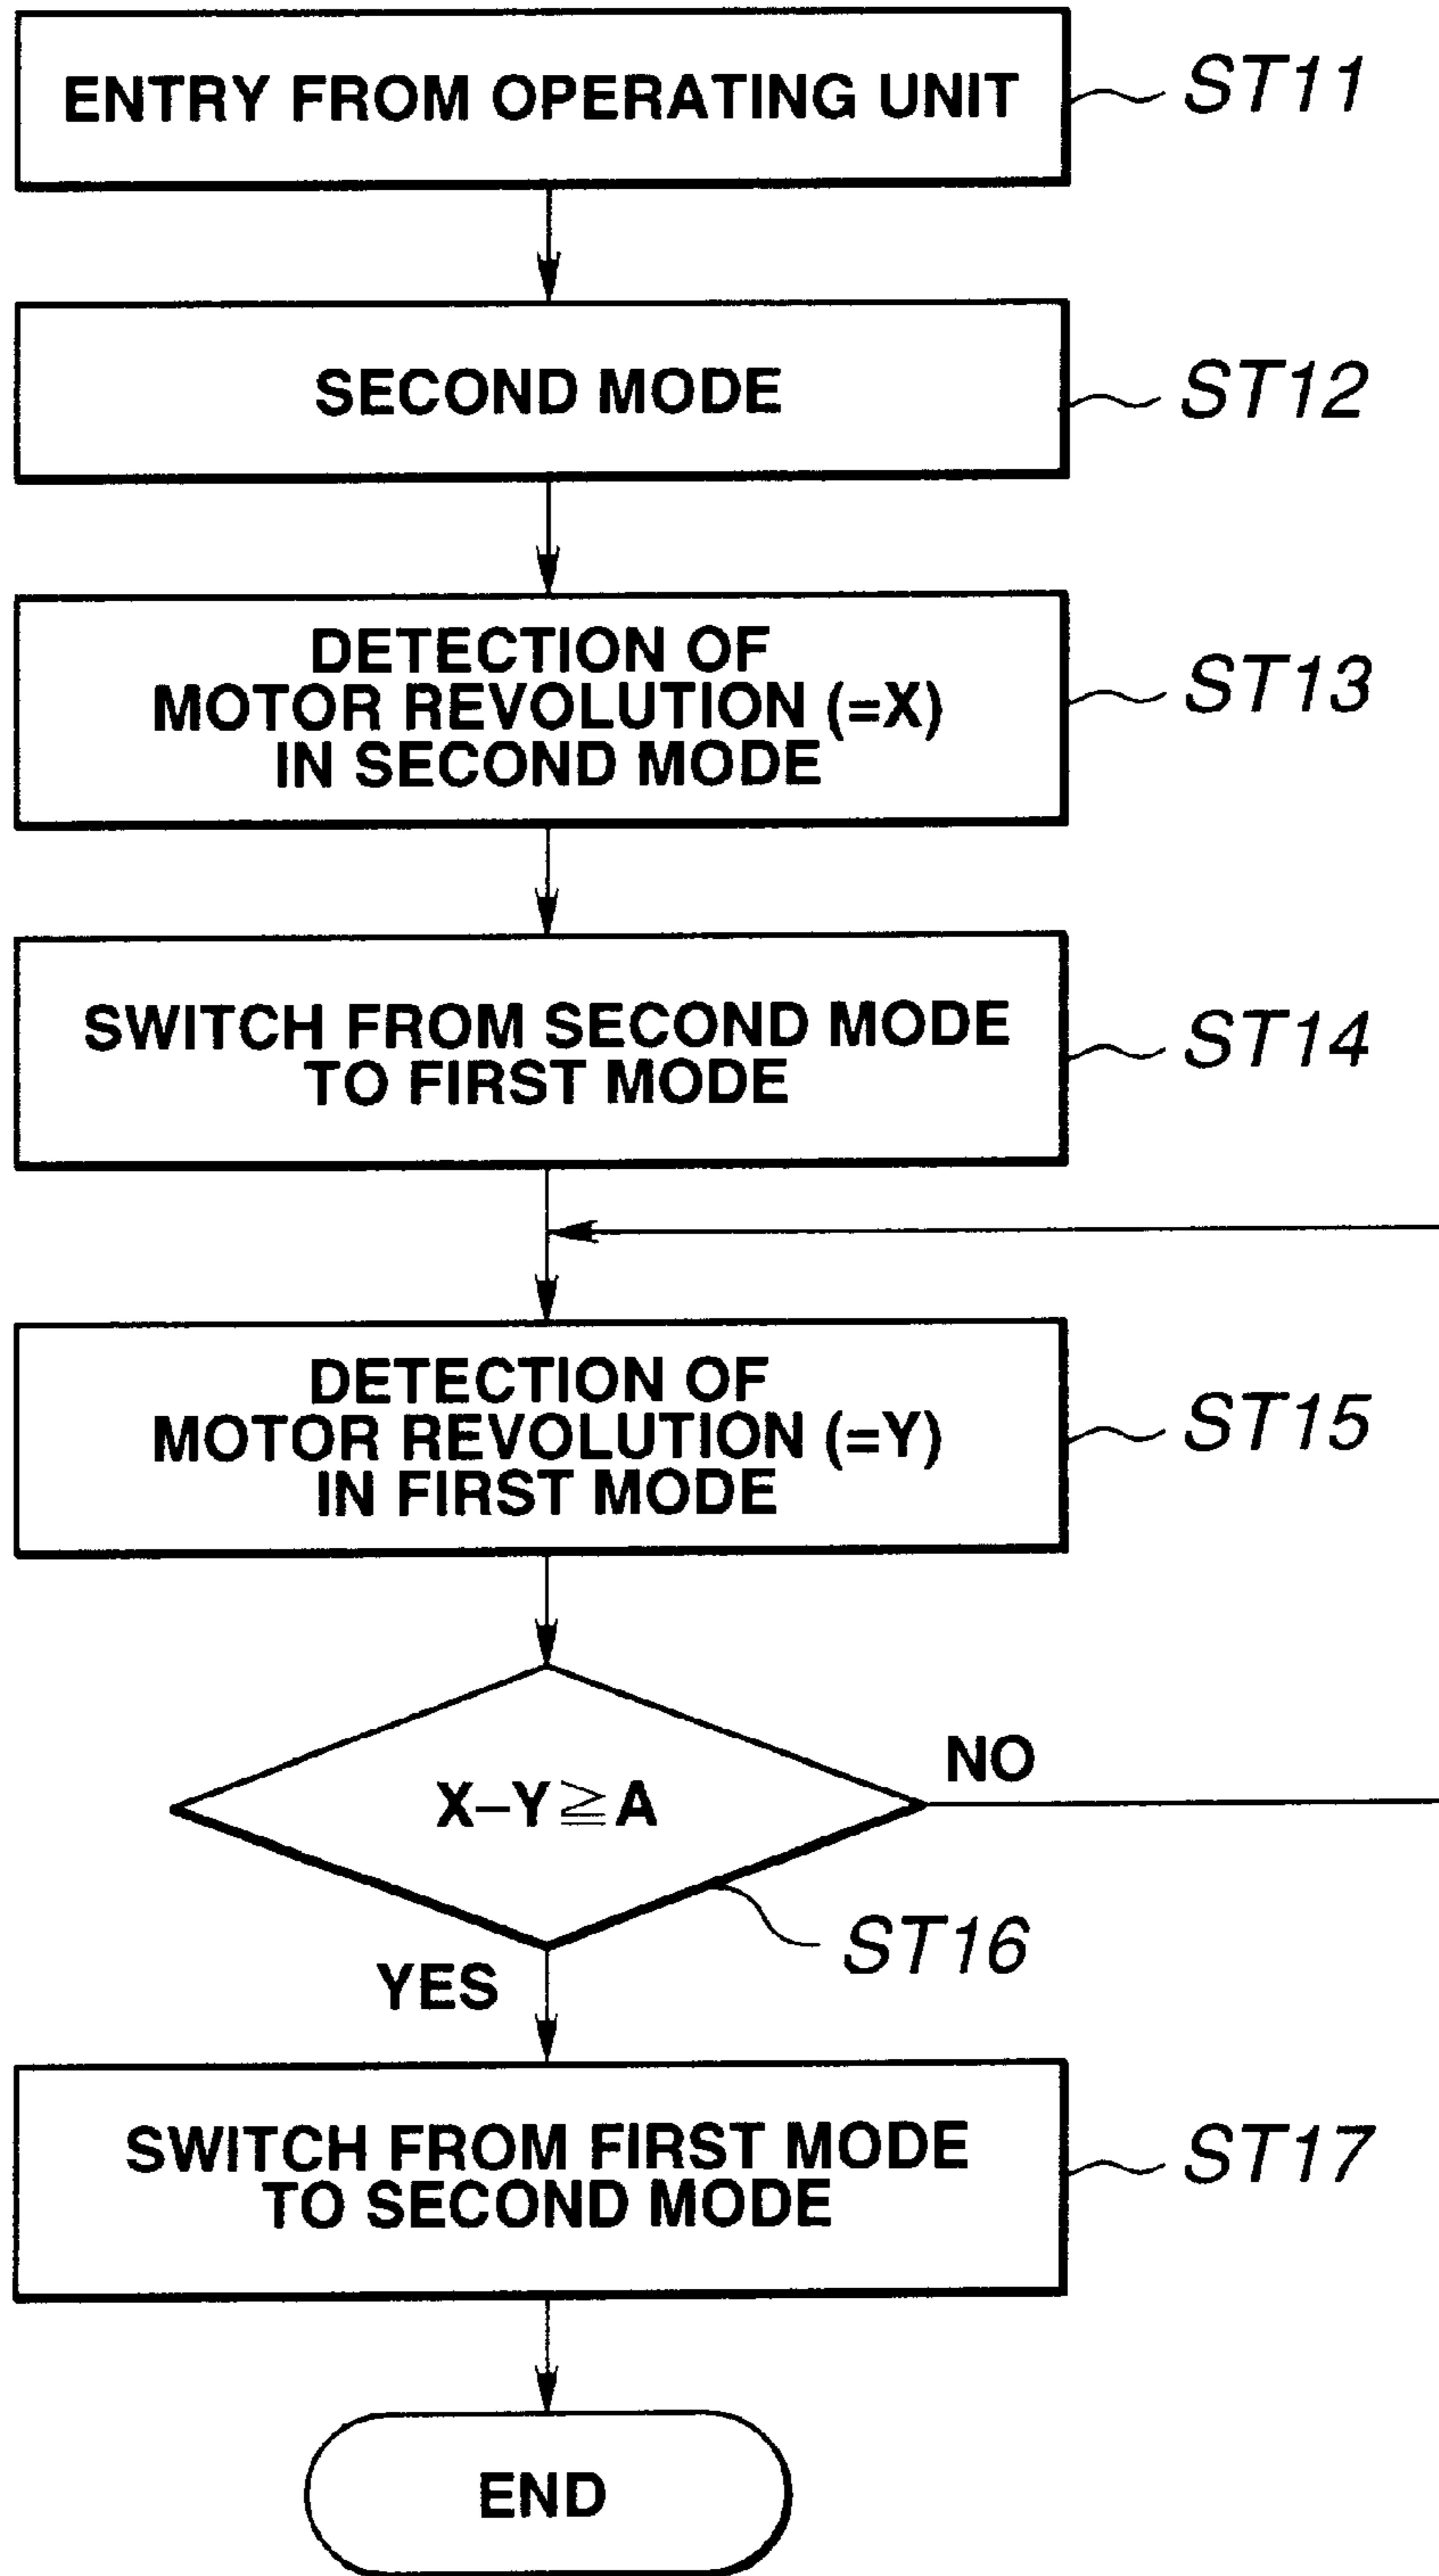 ENTRY FROM OPERATING UNIT
ST11
SECOND MODE
ST12
DETECTION OF
MOTOR REVOLUTION (=X)
IN SECOND MODE
ST13
SWITCH FROM SECOND MODE
TO FIRST MODE
ST14
DETECTION OF
MOTOR REVOLUTION (=Y)
IN FIRST MODE
ST15
X–Y≧A
NO
ST16
YES
SWITCH FROM FIRST MODE
TO SECOND MODE
ST17
END